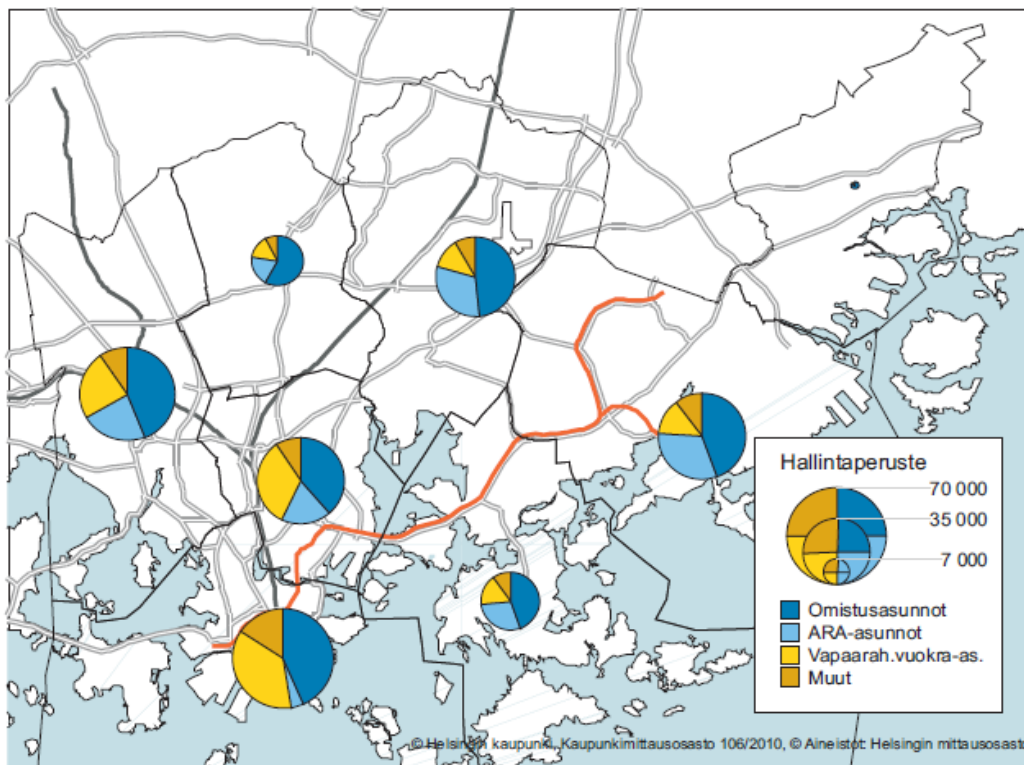 Hallintaperuste
70 000
35 000
7 000
Omistusasunnot
ARA-asunnot
Vapaarah.vuokra-as.
Muut
© Helsingin kaupunki, Kaupunkimittausosasto 106/2010, © Aineistot: Helsingin mittausosasto